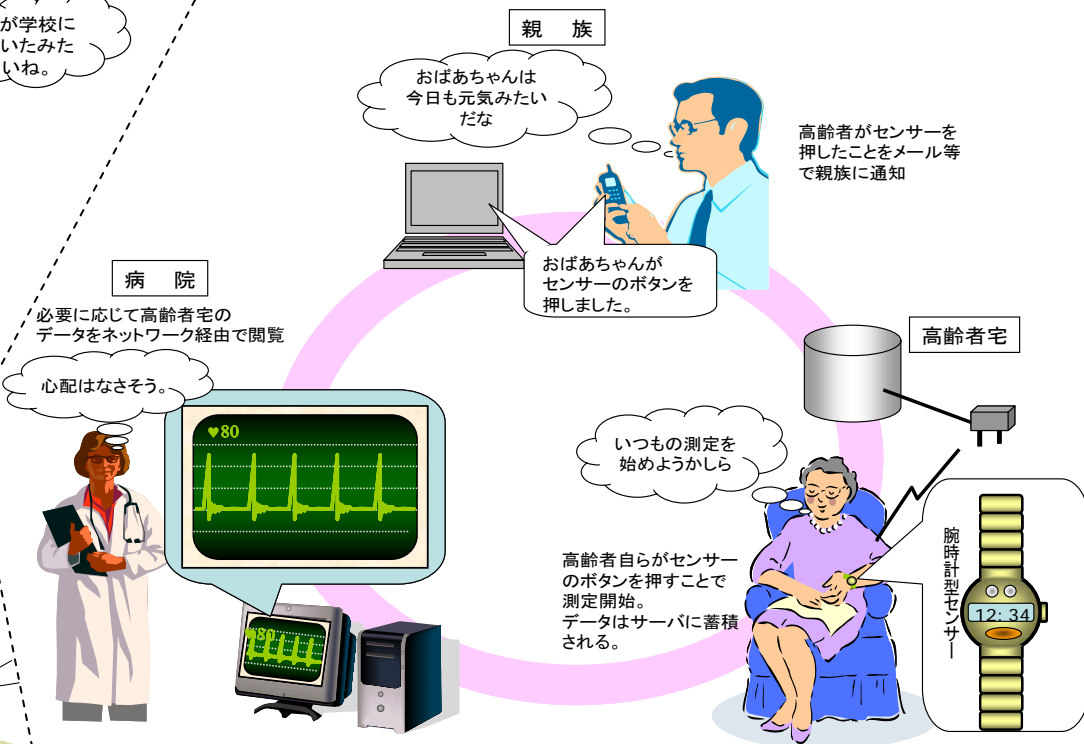 が学校に
いたみた
いね。
親　族
おばあちゃんは
今日も元気みたい
だな
高齢者がセンサーを
押したことをメール等
で親族に通知
おばあちゃんが
センサーのボタンを
押しました。
病　院
必要に応じて高齢者宅の
データをネットワーク経由で閲覧
心配はなさそう。
♥80
高齢者宅
いつもの測定を
始めようかしら
高齢者自らがセンサー
のボタンを押すことで
測定開始。
データはサーバに蓄積
される。
腕時計型センサー
12: 34
♥80